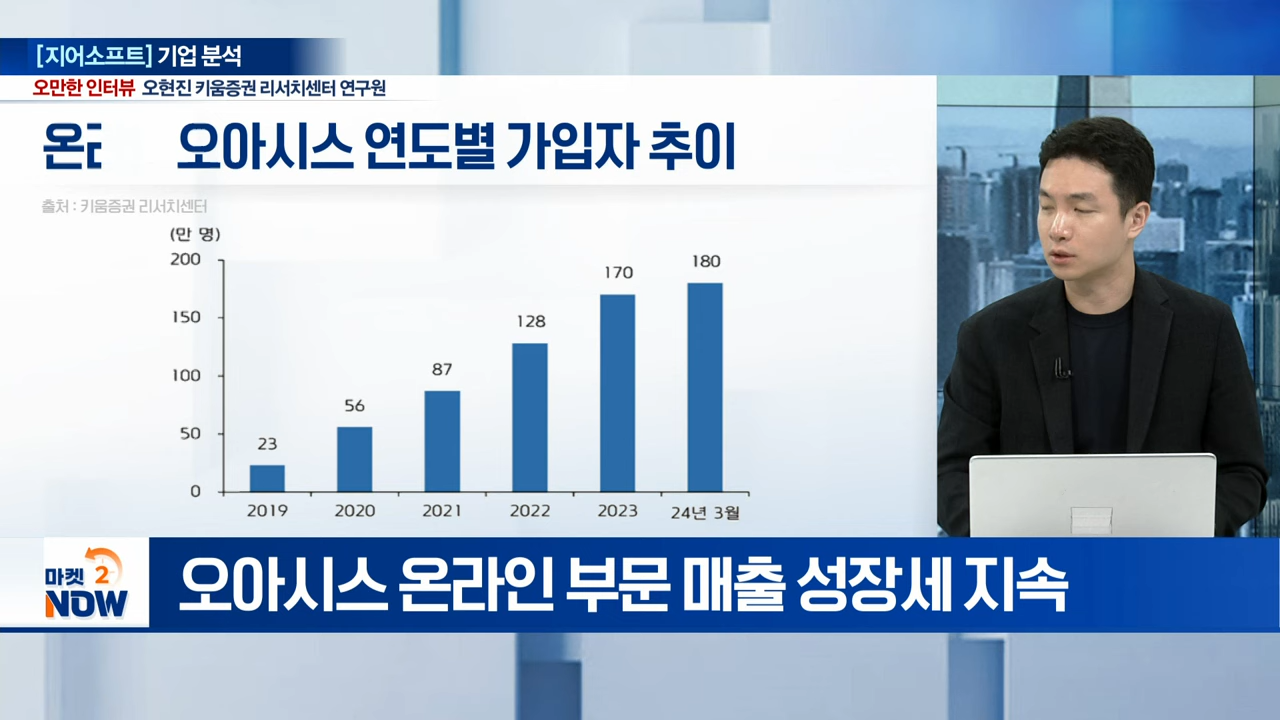 [지어소프트] 기업 분석
오만한 인터뷰 오현진 키움증권 리서치센터 연구원
오아시스 연도별 가입자 추이
출처 : 키움증권 리서치센터
(만 명)
200
150
100
50
0
23
56
87
128
170
180
2019 2020 2021 2022 2023 24년 3월
마켓 2
NOW
오아시스 온라인 부문 매출 성장세 지속